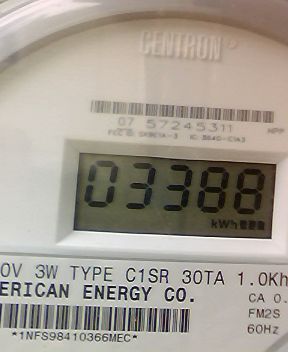 CENTRON
07 57245311
03388
kWh
0V 3W TYPE C1SR 30TA 1.0Kh
ERICAN ENERGY CO.
CA 0.
FM2S
60Hz
*1NFS98410366MEC*